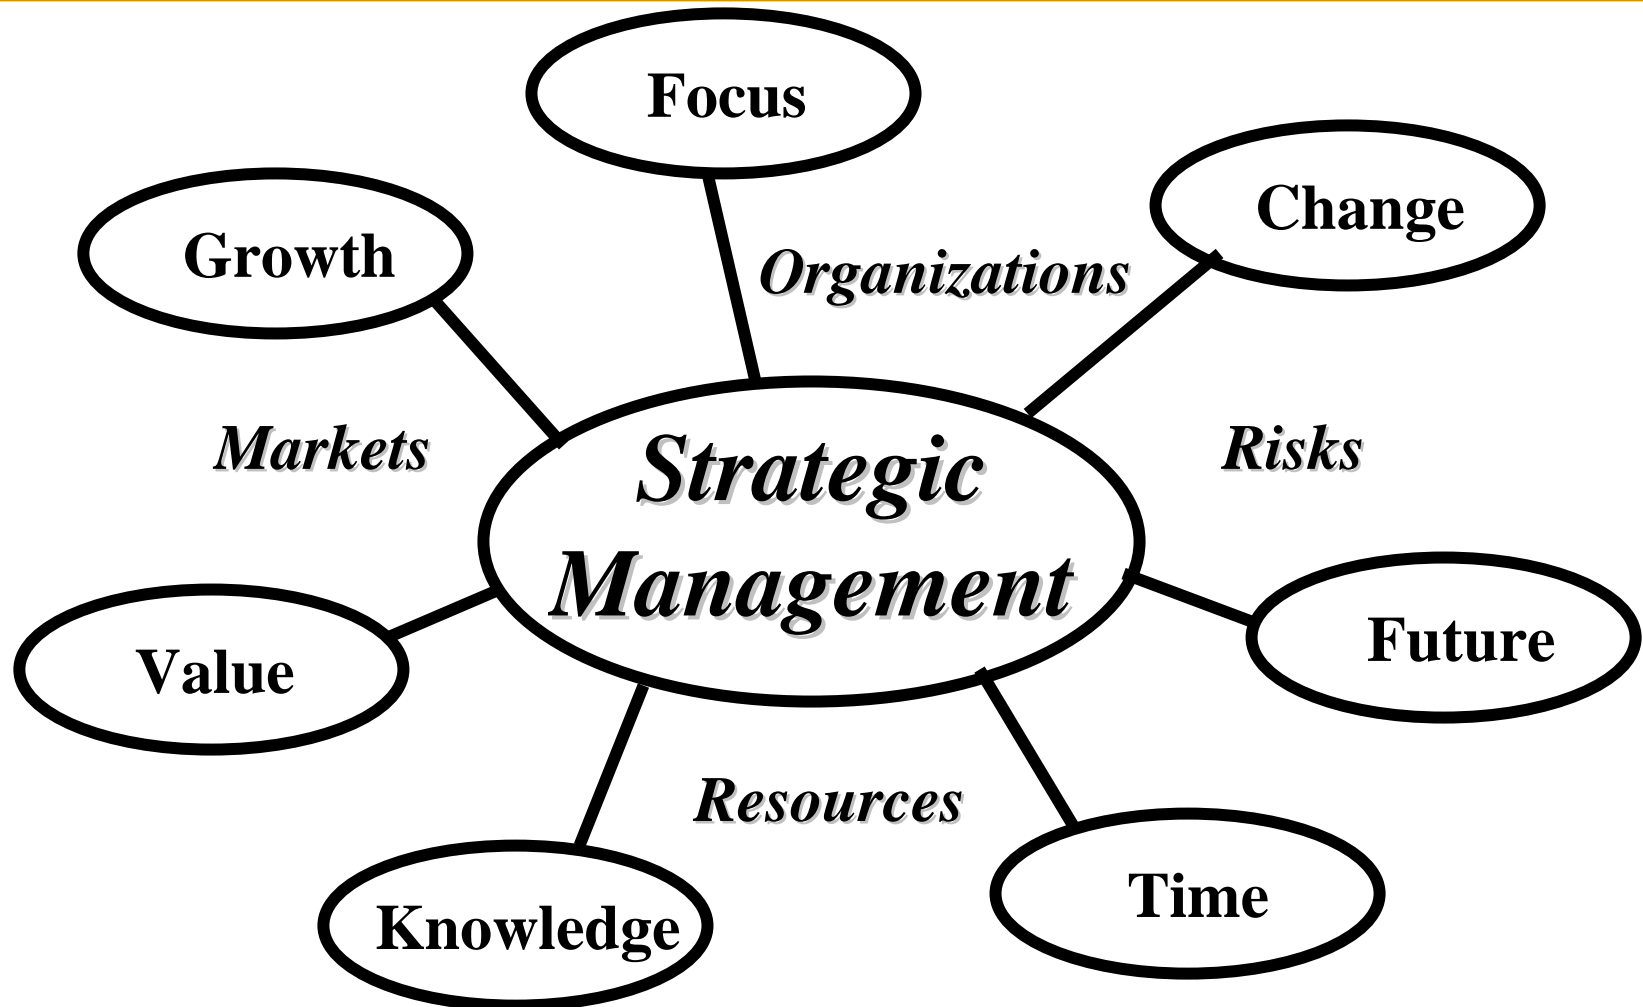 Focus
Change
Growth
Organizations
Markets
Risks
Strategic
Management
Value
Future
Resources
Knowledge
Time